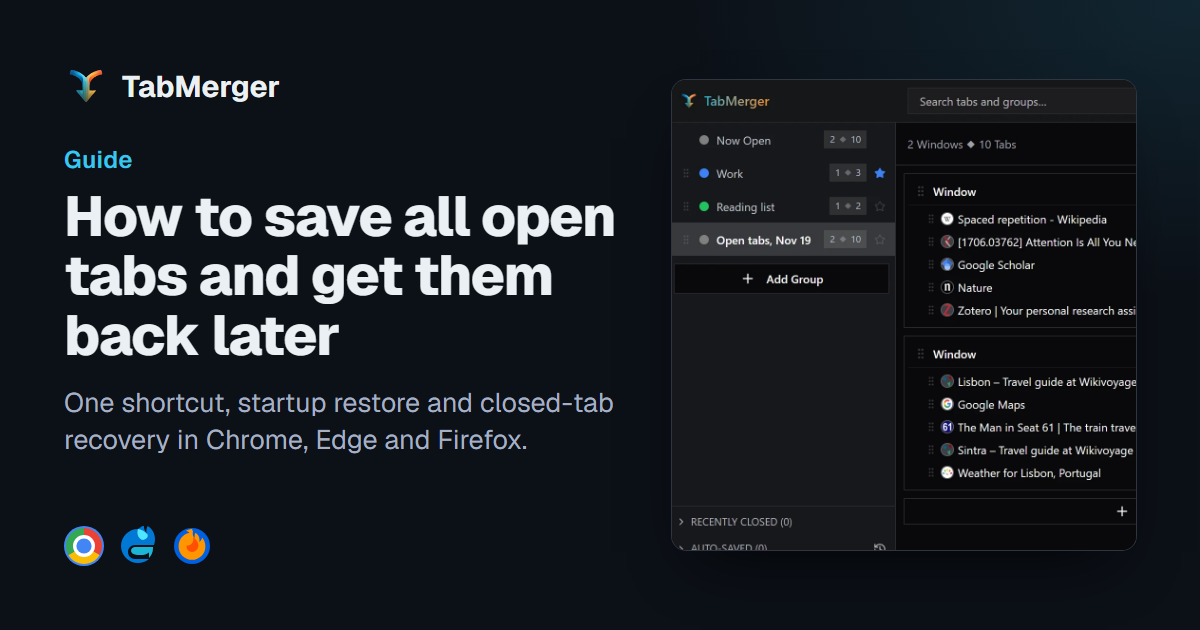 TabMerger
Guide
How to save all open
tabs and get them
back later
One shortcut, startup restore and closed-tab
recovery in Chrome, Edge and Firefox.
TabMerger
Search tabs and groups...
Now Open 2 ◆ 10
Work 1 ◆ 3
Reading list 1 ◆ 2
Open tabs, Nov 19 2 ◆ 10
+ Add Group
RECENTLY CLOSED (0)
AUTO-SAVED (0)
2 Windows ◆ 10 Tabs
Window
Spaced repetition - Wikipedia
[1706.03762] Attention Is All You Ne
Google Scholar
Nature
Zotero | Your personal research assi
Window
Lisbon – Travel guide at Wikivoyage
Google Maps
61 The Man in Seat 61 | The train trave
Sintra – Travel guide at Wikivoyage
Weather for Lisbon, Portugal
+